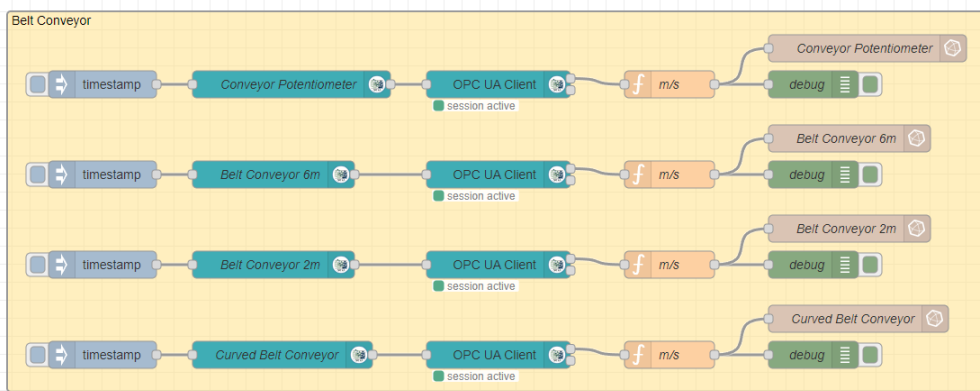 Belt Conveyor
Conveyor Potentiometer
timestamp Conveyor Potentiometer OPC UA Client m/s debug
session active
Belt Conveyor 6m
timestamp Belt Conveyor 6m OPC UA Client m/s debug
session active
Belt Conveyor 2m
timestamp Belt Conveyor 2m OPC UA Client m/s debug
session active
Curved Belt Conveyor
timestamp Curved Belt Conveyor OPC UA Client m/s debug
session active